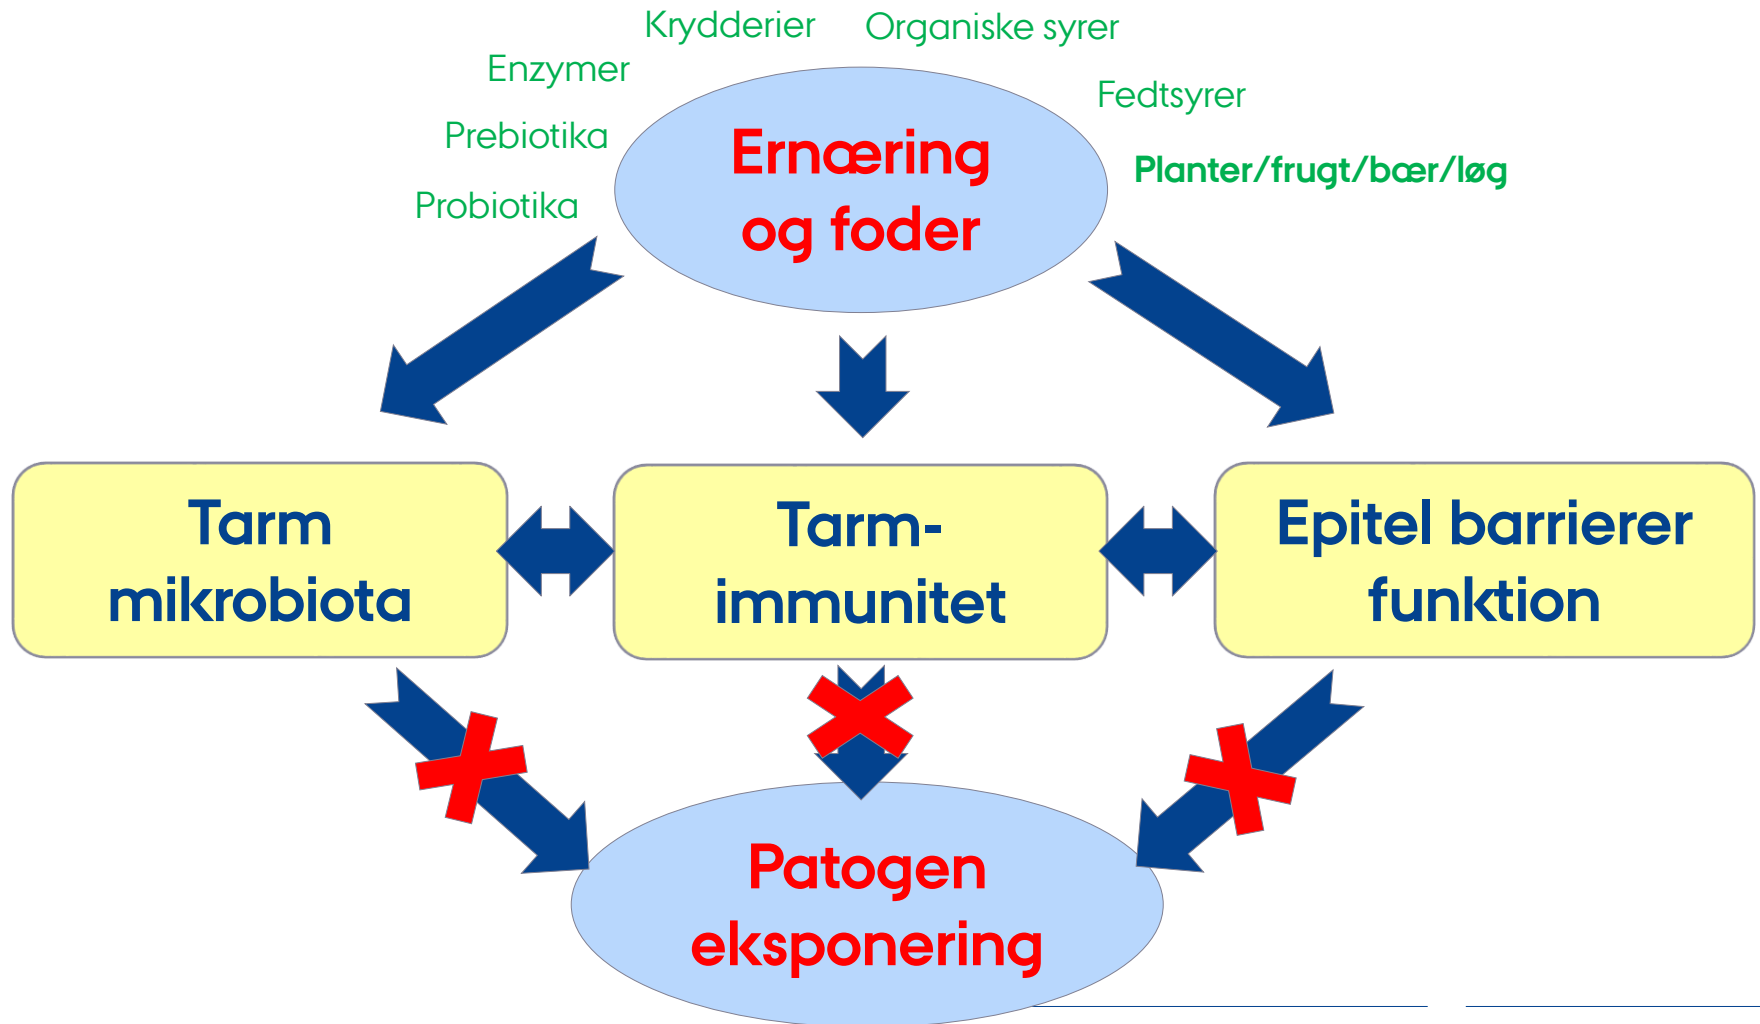 Krydderier
Organiske syrer
Enzymer
Fedtsyrer
Prebiotika
Ernæring
og foder
Planter/frugt/bær/løg
Probiotika
Tarm
mikrobiota
Tarm-
immunitet
Epitel barrierer
funktion
Patogen
eksponering